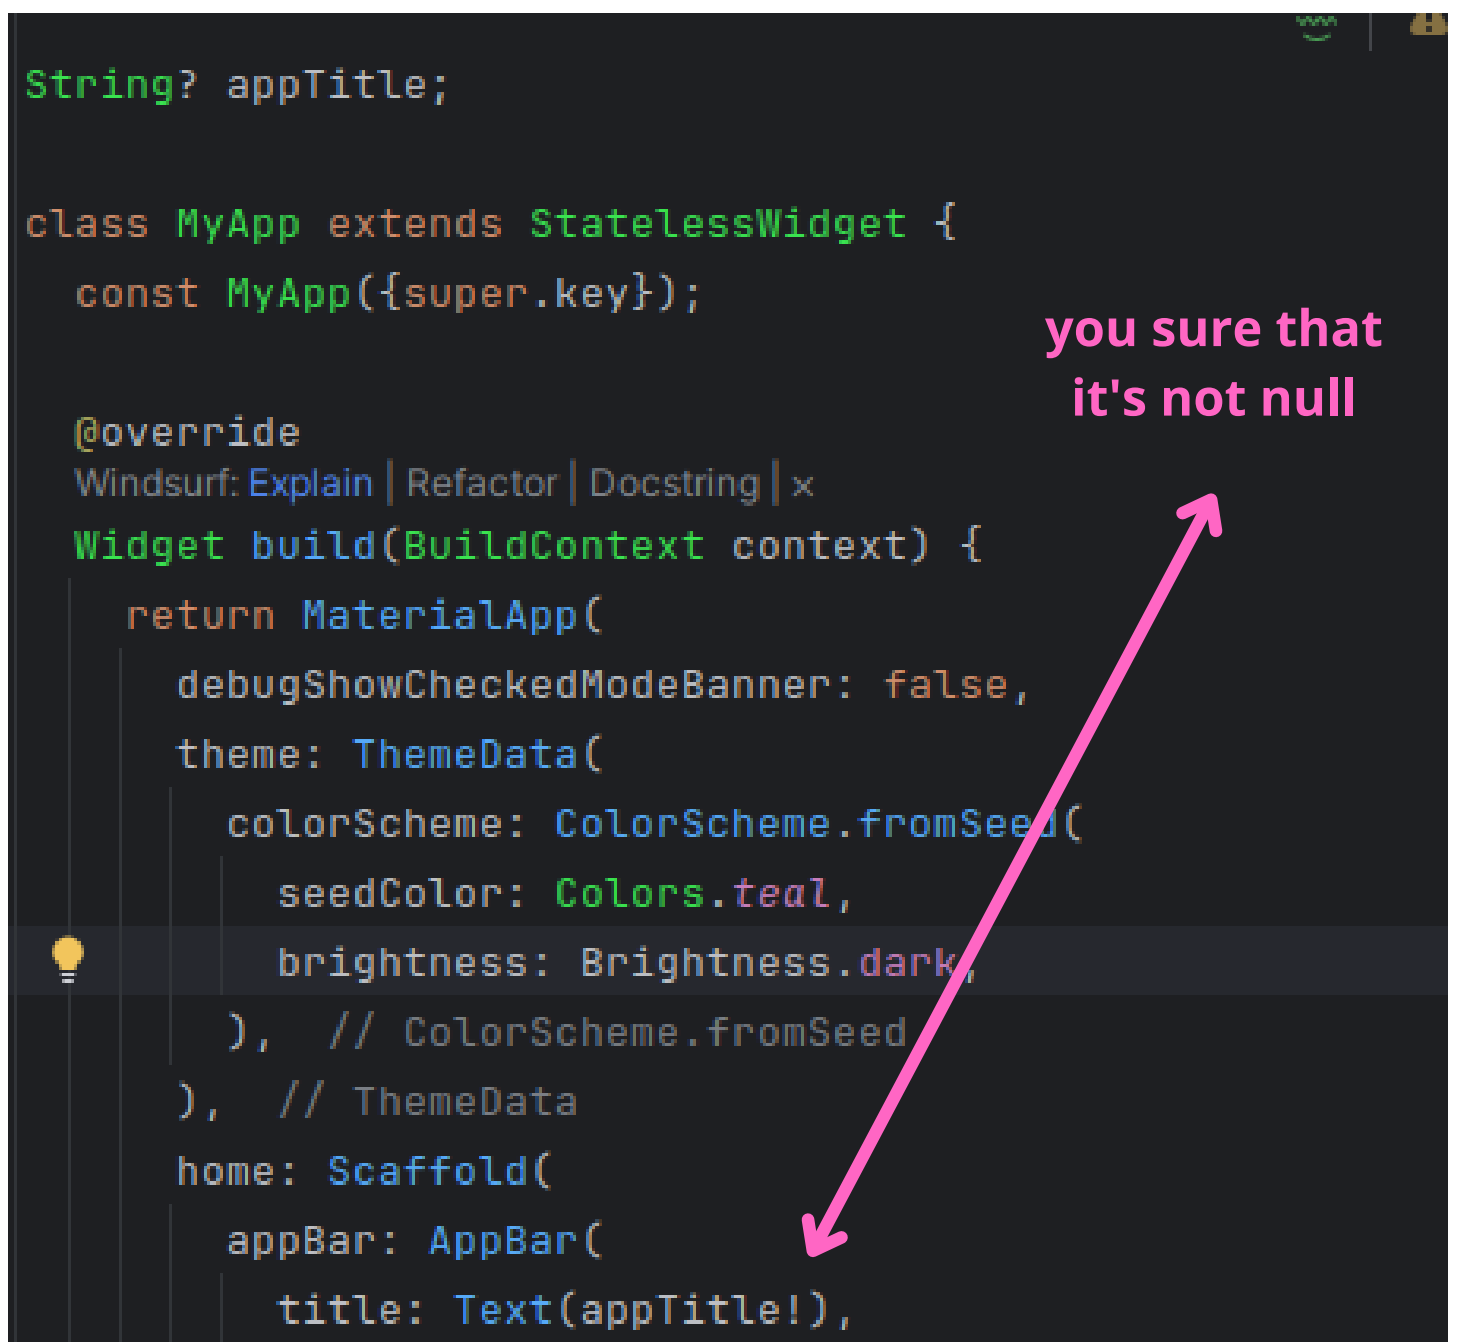 String? appTitle;
class MyApp extends StatelessWidget {
const MyApp({super.key});
you sure that
it's not null
@override
Windsurf: Explain | Refactor | Docstring | ×
Widget build(BuildContext context) {
return MaterialApp(
debugShowCheckedModeBanner: false,
theme: ThemeData(
colorScheme: ColorScheme.fromSeed(
seedColor: Colors.teal,
brightness: Brightness.dark,
), // ColorScheme.fromSeed
), // ThemeData
home: Scaffold(
appBar: AppBar(
title: Text(appTitle!),